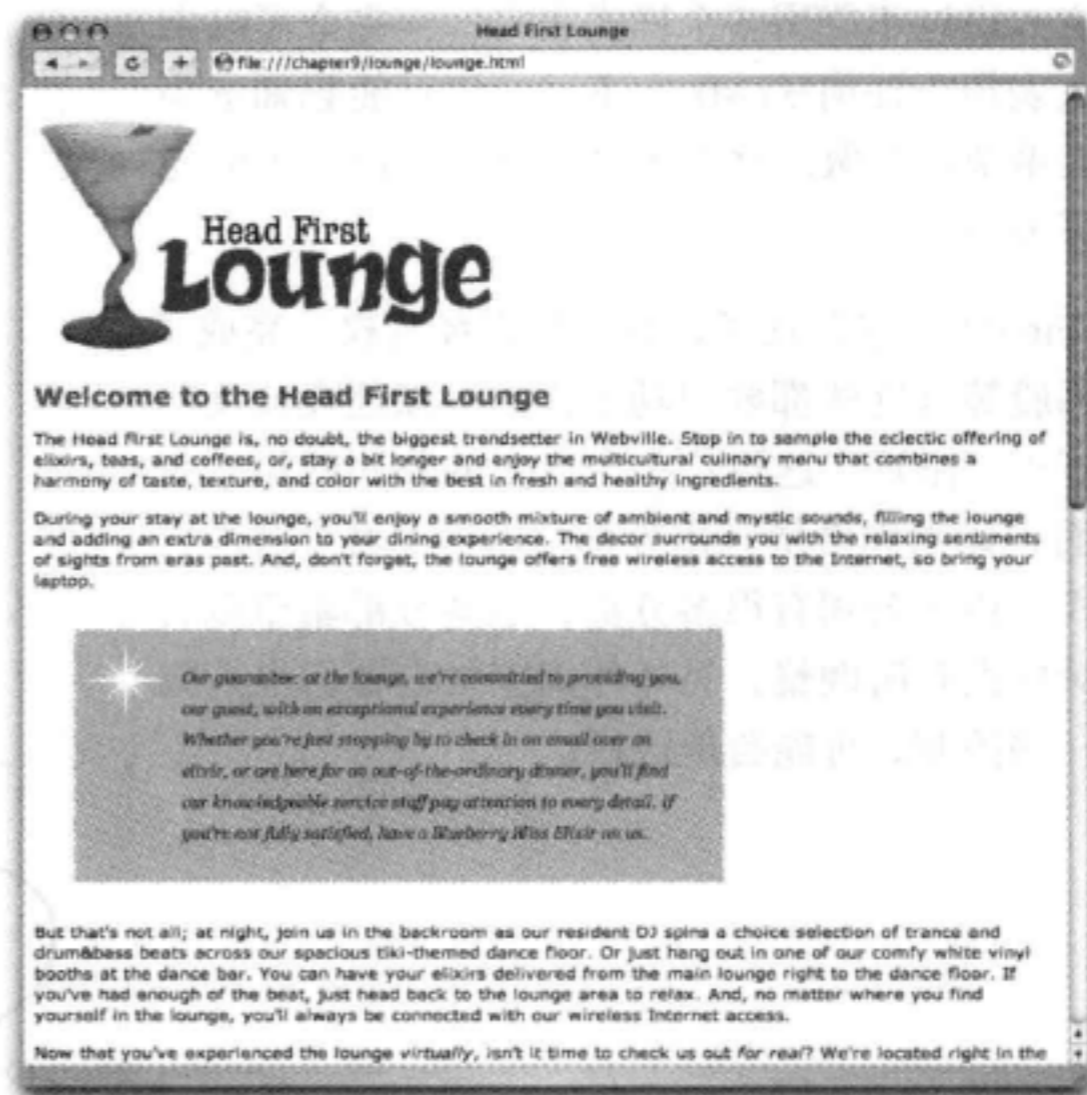 Head First Lounge
file:///chapter9/lounge/lounge.html
Head First
Lounge
Welcome to the Head First Lounge
The Head First Lounge is, no doubt, the biggest trendsetter in Webville. Stop in to sample the eclectic offering of
elixirs, teas, and coffees, or, stay a bit longer and enjoy the multicultural culinary menu that combines a
harmony of taste, texture, and color with the best in fresh and healthy ingredients.
During your stay at the lounge, you'll enjoy a smooth mixture of ambient and mystic sounds, filling the lounge
and adding an extra dimension to your dining experience. The decor surrounds you with the relaxing sentiments
of sights from eras past. And, don't forget, the lounge offers free wireless access to the Internet, so bring your
laptop.
Our guarantee: at the lounge, we're committed to providing you,
our guest, with an exceptional experience every time you visit.
Whether you're just stopping by to check in on email over an
elixir, or are here for an out-of-the-ordinary dinner, you'll find
our knowledgeable service staff pay attention to every detail. If
you're not fully satisfied, have a Blueberry Bliss Elixir on us.
But that's not all; at night, join us in the backroom as our resident DJ spins a choice selection of trance and
drum&bass beats across our spacious tiki-themed dance floor. Or just hang out in one of our comfy white vinyl
booths at the dance bar. You can have your elixirs delivered from the main lounge right to the dance floor. If
you've had enough of the beat, just head back to the lounge area to relax. And, no matter where you find
yourself in the lounge, you'll always be connected with our wireless Internet access.
Now that you've experienced the lounge virtually, isn't it time to check us out for real? We're located right in the